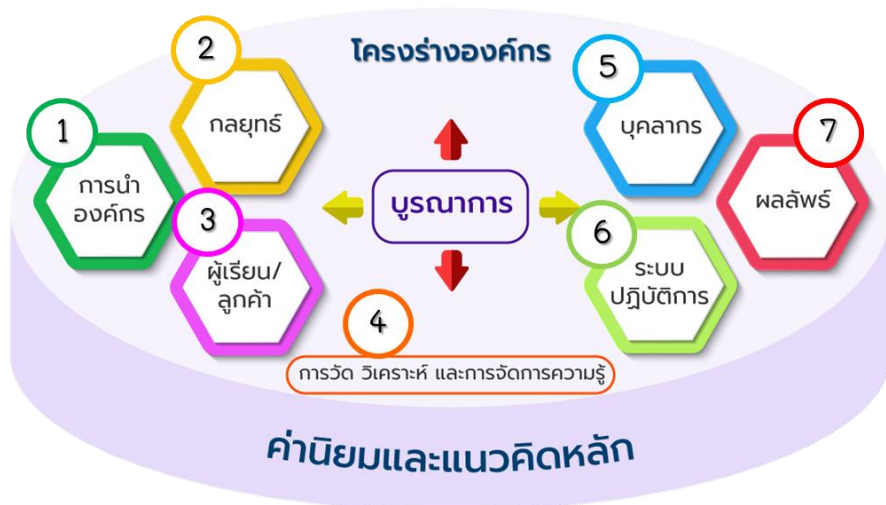 โครงร่างองค์กร
1
การนำ
องค์กร
2
กลยุทธ์
3
ผู้เรียน/
ลูกค้า
บูรณาการ
4
การวัด วิเคราะห์ และการจัดการความรู้
5
บุคลากร
6
ระบบ
ปฏิบัติการ
7
ผลลัพธ์
ค่านิยมและแนวคิดหลัก